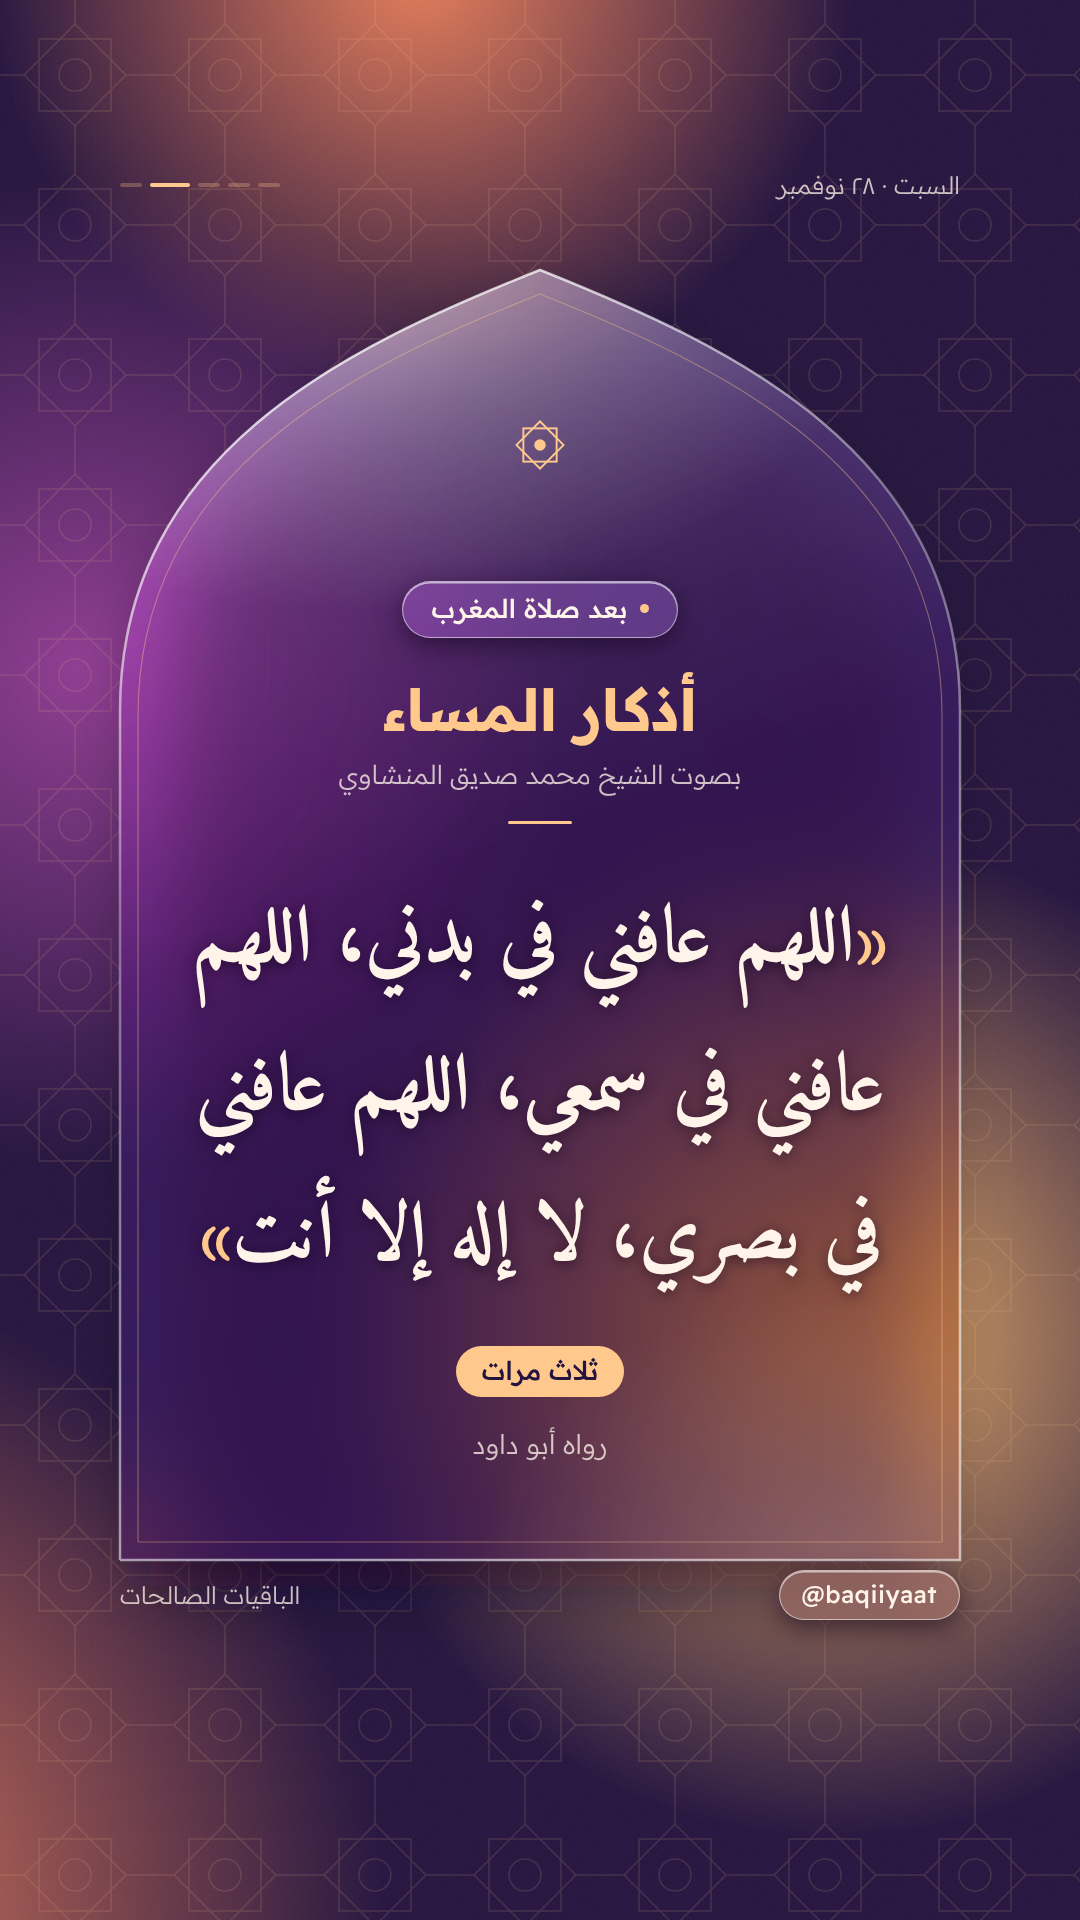 السبت · ٢٨ نوفمبر
بعد صلاة المغرب
أذكار المساء
بصوت الشيخ محمد صديق المنشاوي
«اللهم عافني في بدني، اللهم
عافني في سمعي، اللهم عافني
في بصري، لا إله إلا أنت»
ثلاث مرات
رواه أبو داود
@baqiiyaat
الباقيات الصالحات